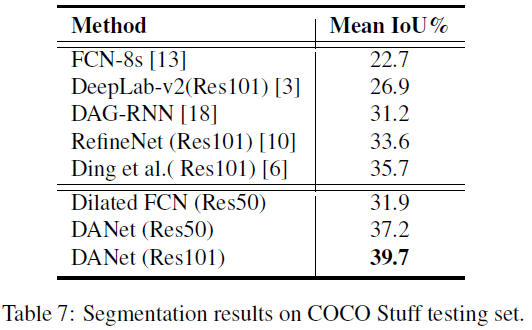 Method Mean IoU%
FCN-8s [13] 22.7
DeepLab-v2(Res101) [3] 26.9
DAG-RNN [18] 31.2
RefineNet (Res101) [10] 33.6
Ding et al.( Res101) [6] 35.7
Dilated FCN (Res50) 31.9
DANet (Res50) 37.2
DANet (Res101) 39.7
Table 7: Segmentation results on COCO Stuff testing set.